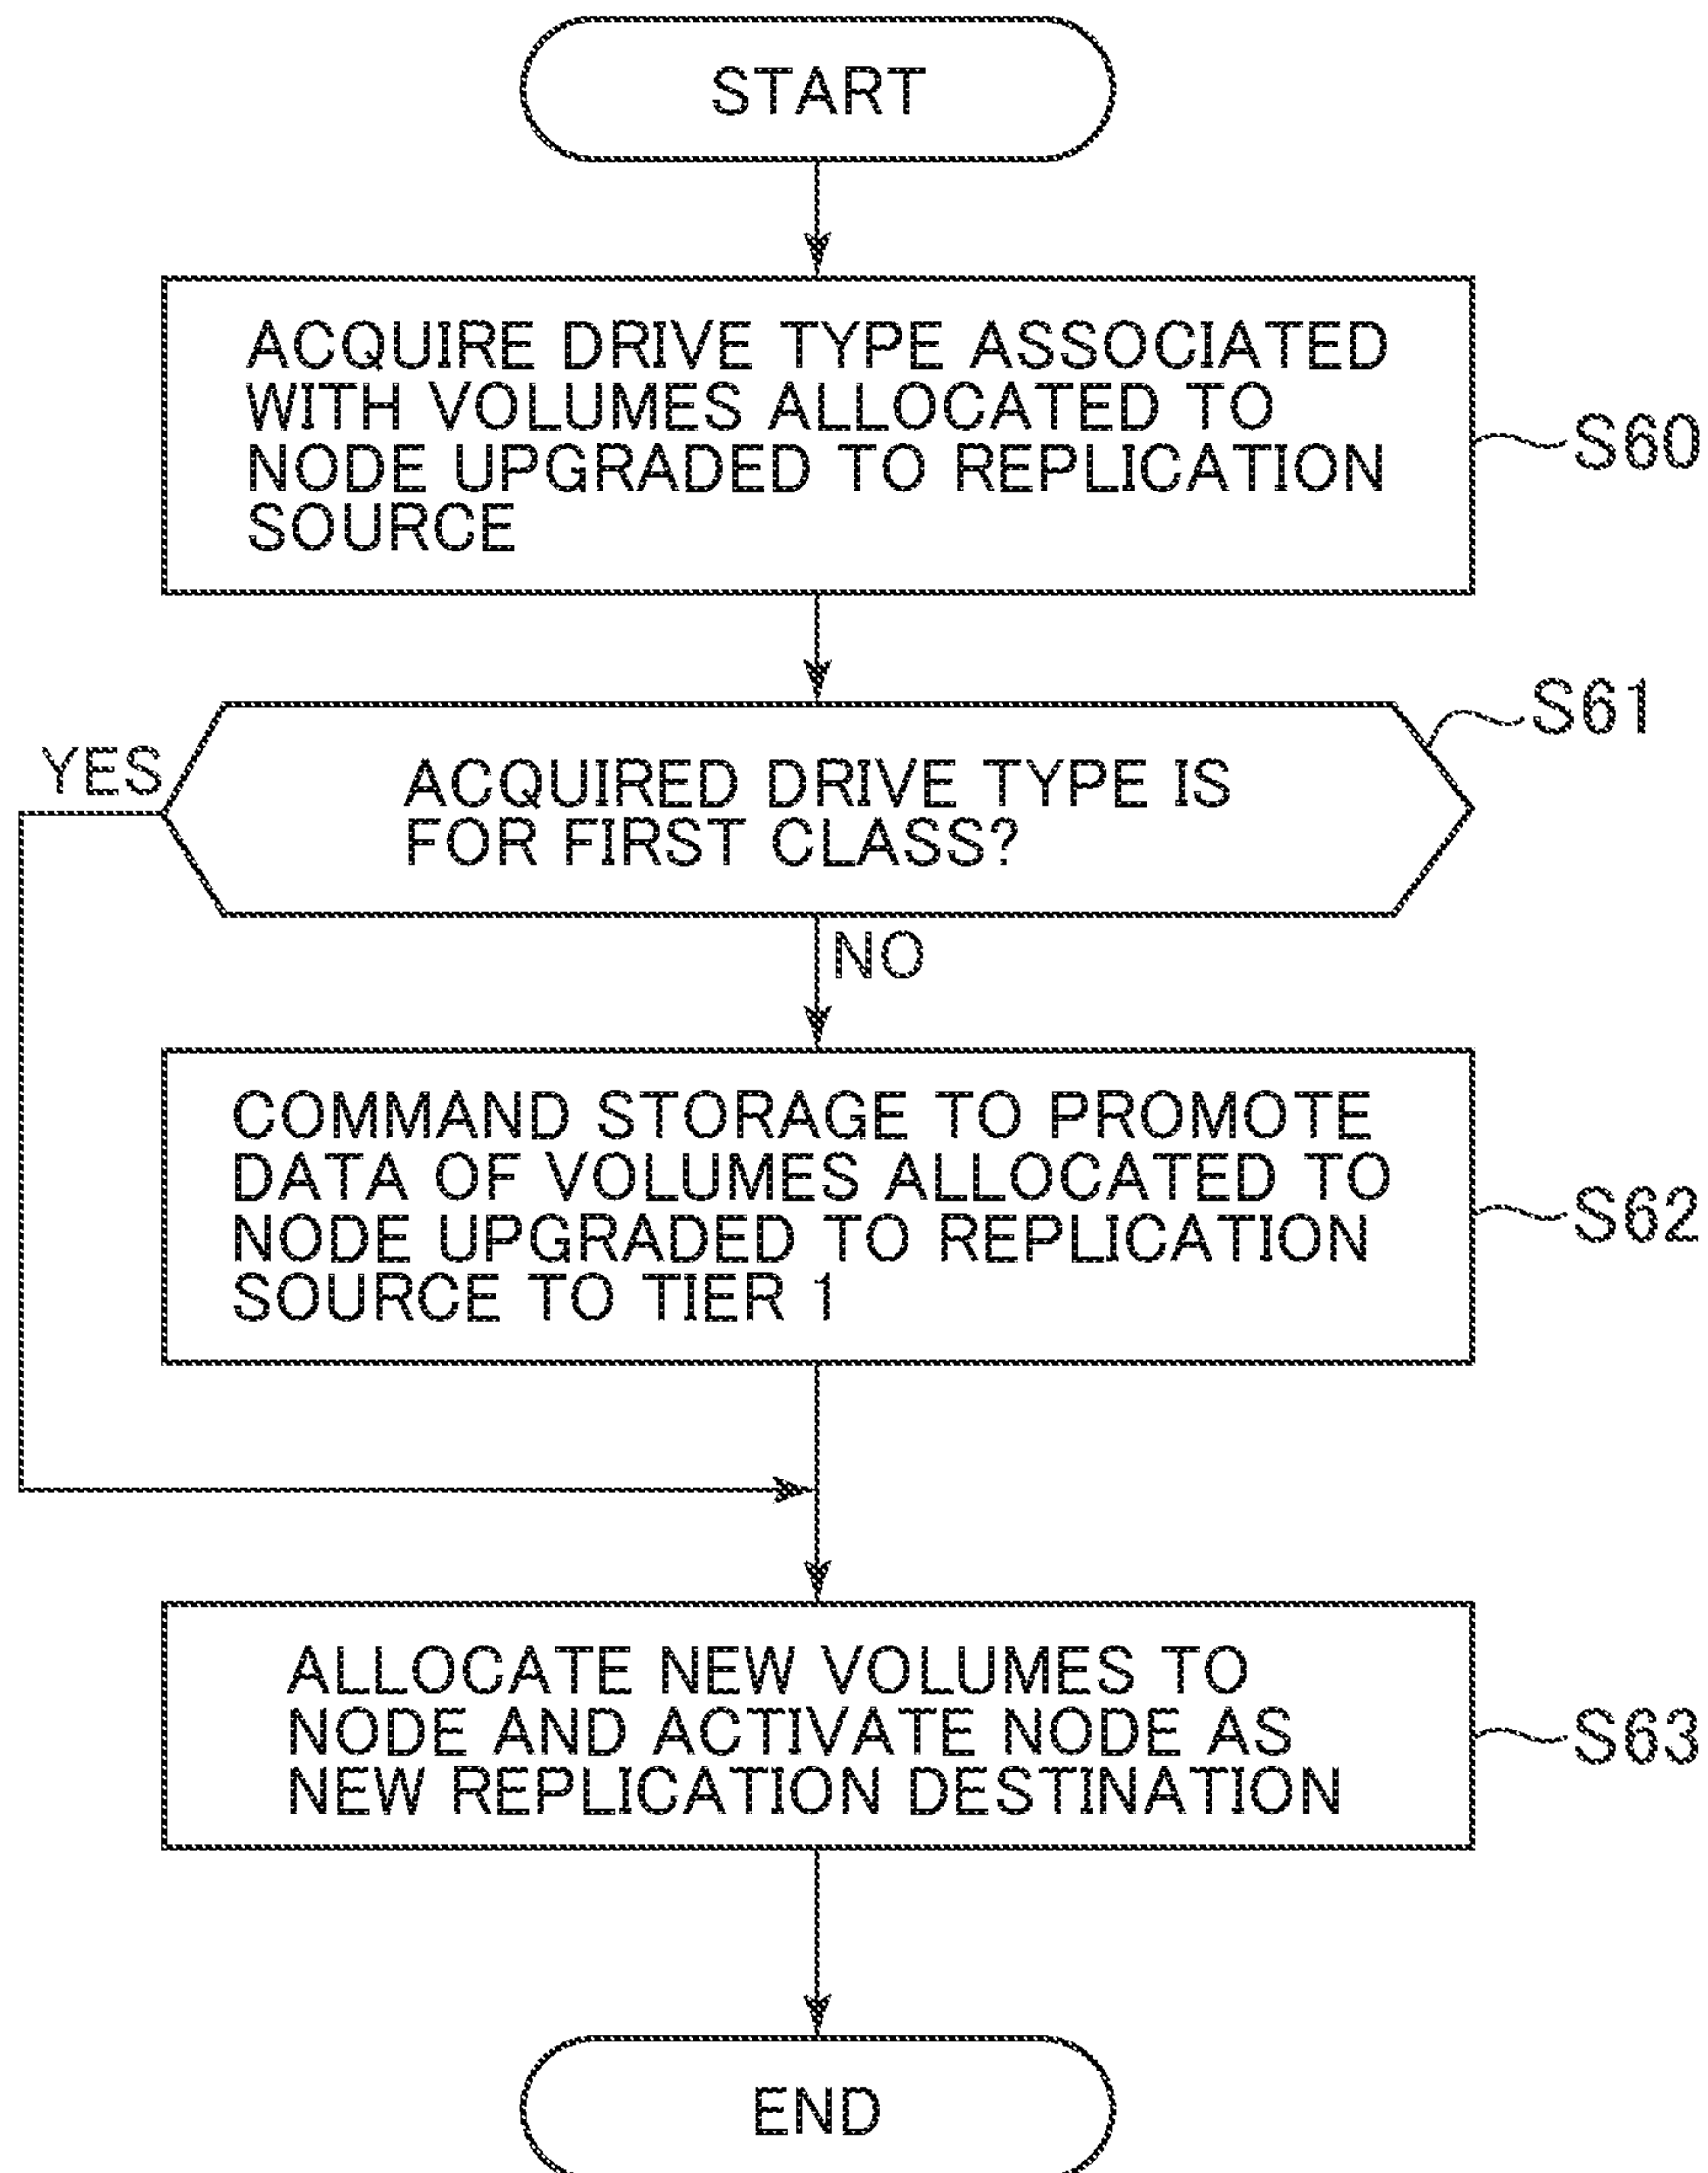 START
ACQUIRE DRIVE TYPE ASSOCIATED
WITH VOLUMES ALLOCATED TO
NODE UPGRADED TO REPLICATION
SOURCE
S60
S61
YES
ACQUIRED DRIVE TYPE IS
FOR FIRST CLASS?
NO
COMMAND STORAGE TO PROMOTE
DATA OF VOLUMES ALLOCATED TO
NODE UPGRADED TO REPLICATION
SOURCE TO TIER 1
S62
ALLOCATE NEW VOLUMES TO
NODE AND ACTIVATE NODE AS
NEW REPLICATION DESTINATION
S63
END